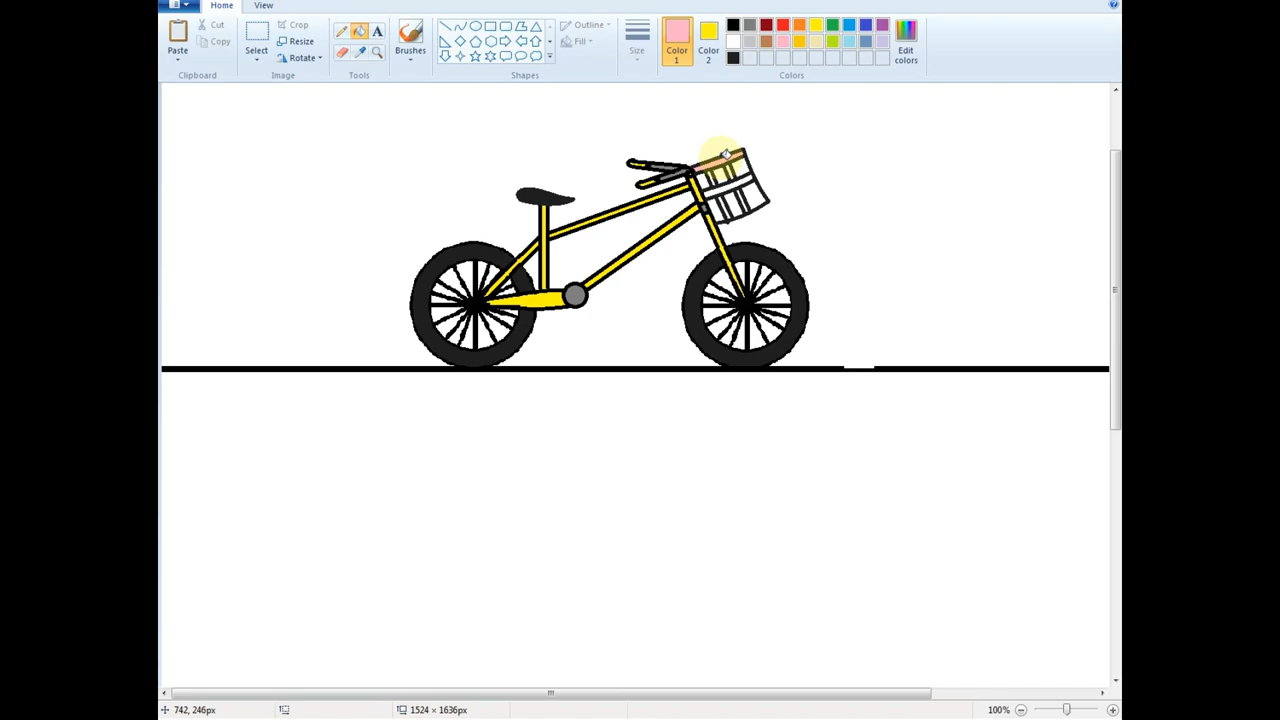 Home View
Paste
Cut
Copy
Clipboard
Select
Crop
Resize
Rotate
Image
A
Tools
Brushes
Shapes
Outline
Fill
Size
Color 1
Color 2
Edit colors
Colors
742, 246px
1524 × 1636px
100%